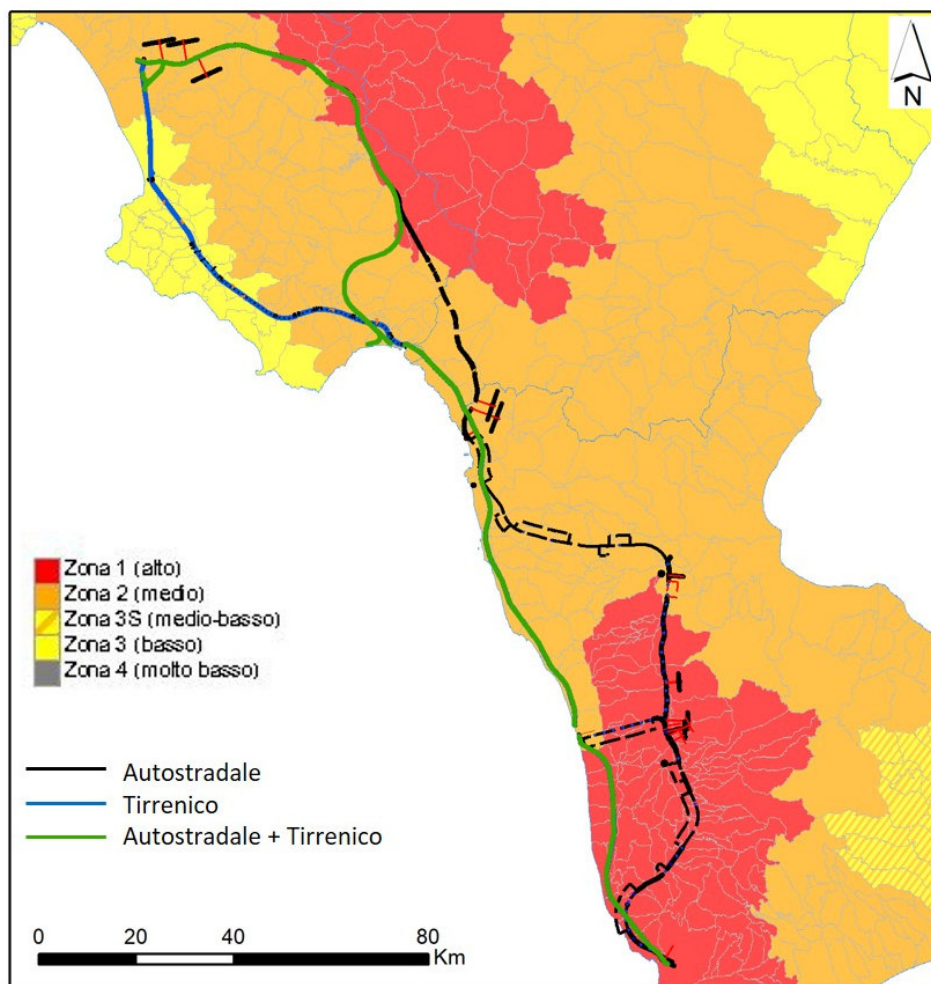 N
Zona 1 (alto)
Zona 2 (medio)
Zona 3S (medio-basso)
Zona 3 (basso)
Zona 4 (molto basso)
Autostradale
Tirrenico
Autostradale + Tirrenico
0 20 40 80
Km